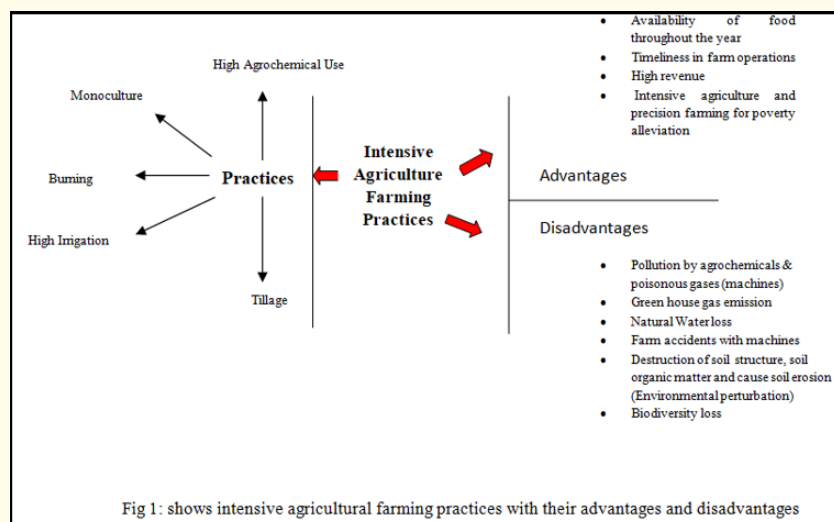 • Availability of food
throughout the year
• Timeliness in farm operations
• High revenue
• Intensive agriculture and
precision farming for poverty
alleviation
High Agrochemical Use
Monoculture
Burning
High Irrigation
Tillage
Practices
Intensive
Agriculture
Farming
Practices
Advantages
Disadvantages
• Pollution by agrochemicals &
poisonous gases (machines)
• Green house gas emission
• Natural Water loss
• Farm accidents with machines
• Destruction of soil structure, soil
organic matter and cause soil erosion
(Environmental perturbation)
• Biodiversity loss
Fig 1: shows intensive agricultural farming practices with their advantages and disadvantages